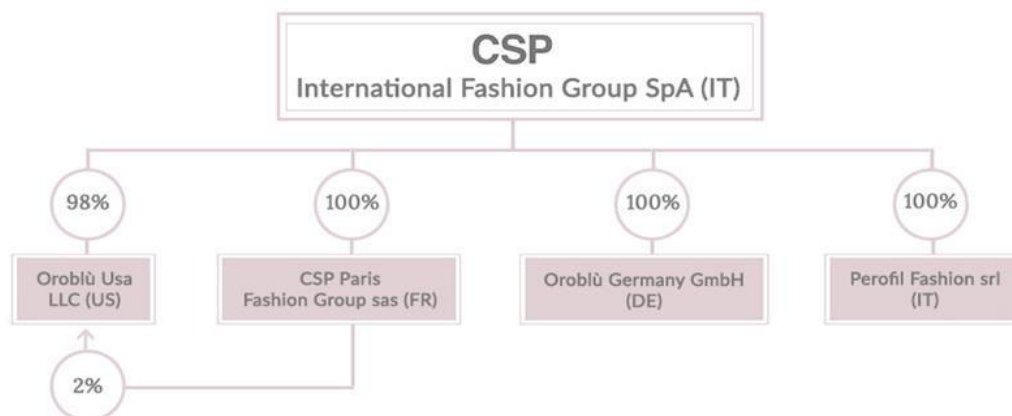 CSP
International Fashion Group SpA (IT)
98%
100%
100%
100%
Oroblù Usa
LLC (US)
CSP Paris
Fashion Group sas (FR)
Oroblù Germany GmbH
(DE)
Perofil Fashion srl
(IT)
2%